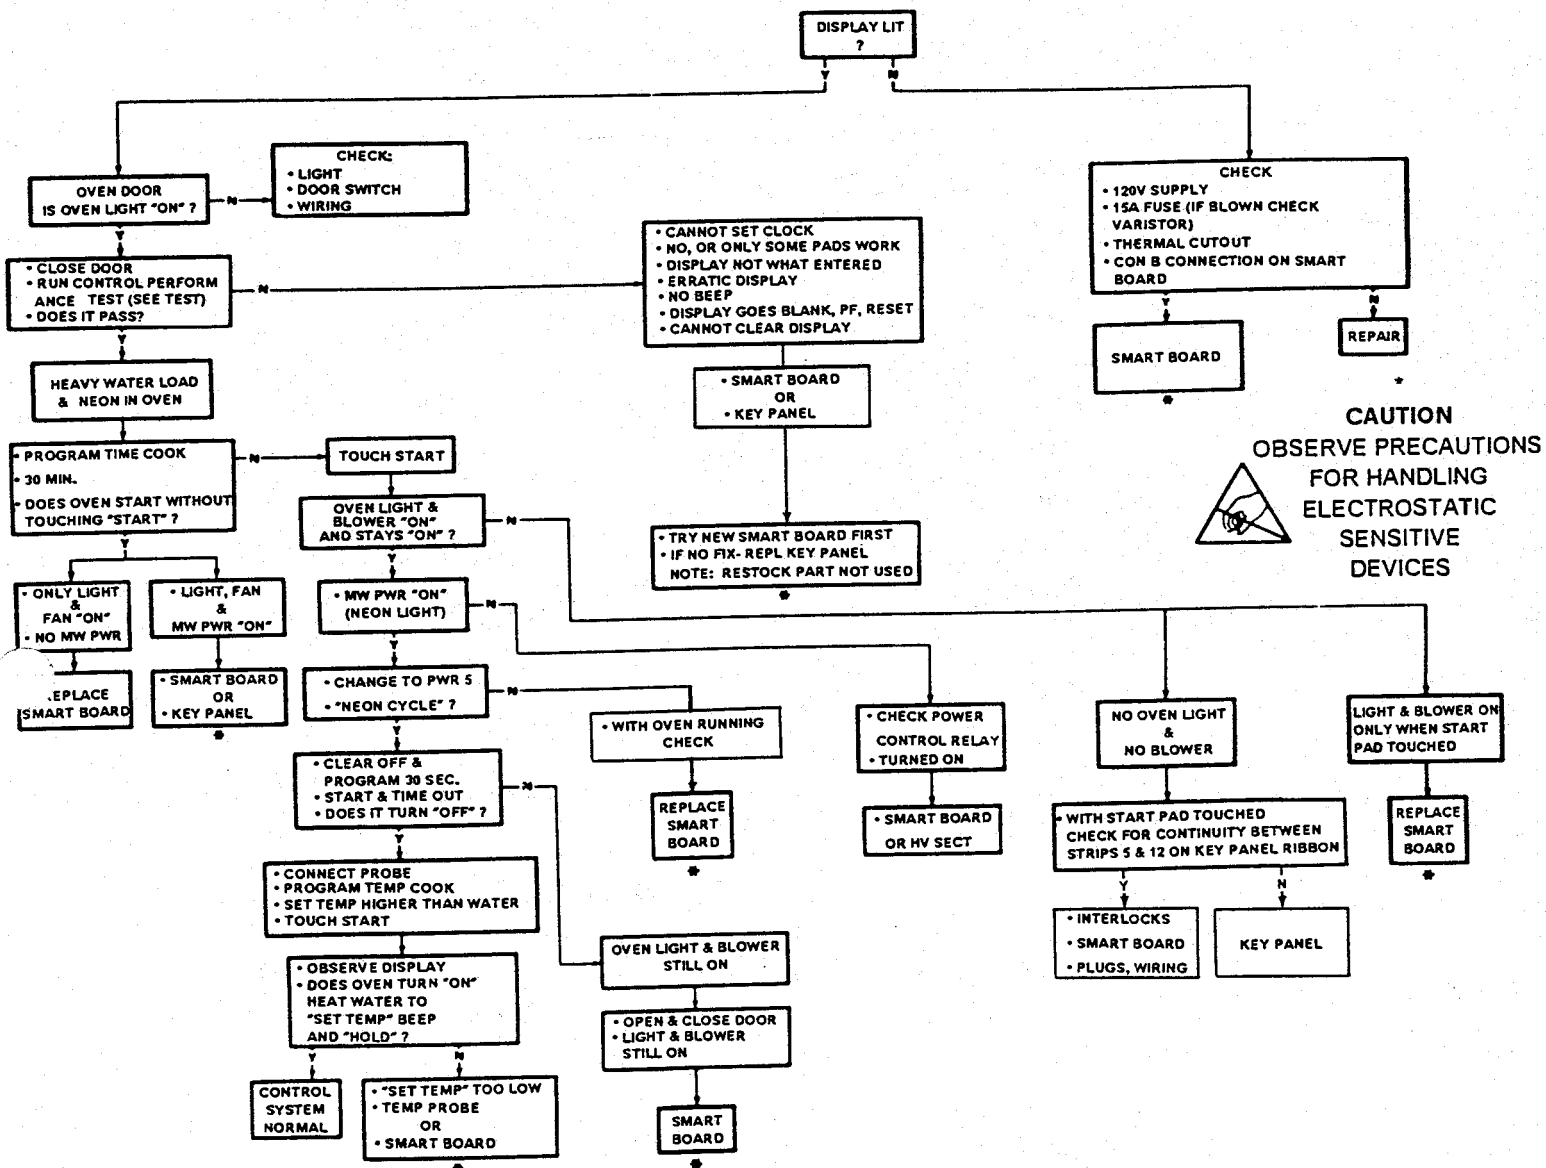 DISPLAY LIT
?
Y
N
CHECK:
• LIGHT
• DOOR SWITCH
• WIRING
OVEN DOOR
IS OVEN LIGHT "ON" ?
N
Y
• CLOSE DOOR
• RUN CONTROL PERFORM
ANCE TEST (SEE TEST)
• DOES IT PASS?
N
Y
• CANNOT SET CLOCK
• NO, OR ONLY SOME PADS WORK
• DISPLAY NOT WHAT ENTERED
• ERRATIC DISPLAY
• NO BEEP
• DISPLAY GOES BLANK, PF, RESET
• CANNOT CLEAR DISPLAY
• SMART BOARD
OR
• KEY PANEL
• TRY NEW SMART BOARD FIRST
• IF NO FIX- REPL KEY PANEL
NOTE: RESTOCK PART NOT USED
*
CHECK
• 120V SUPPLY
• 15A FUSE (IF BLOWN CHECK
VARISTOR)
• THERMAL CUTOUT
• CON B CONNECTION ON SMART
BOARD
Y
N
SMART BOARD
*
REPAIR
*
CAUTION
OBSERVE PRECAUTIONS
FOR HANDLING
ELECTROSTATIC
SENSITIVE
DEVICES
HEAVY WATER LOAD
& NEON IN OVEN
• PROGRAM TIME COOK
• 30 MIN.
• DOES OVEN START WITHOUT
TOUCHING "START" ?
N
Y
TOUCH START
OVEN LIGHT &
BLOWER "ON"
AND STAYS "ON" ?
N
Y
• ONLY LIGHT
&
FAN "ON"
• NO MW PWR
• LIGHT, FAN
&
MW PWR "ON"
SMART BOARD
• SMART BOARD
OR
• KEY PANEL
*
• MW PWR "ON"
(NEON LIGHT)
N
Y
• CHANGE TO PWR 5
• "NEON CYCLE" ?
N
Y
• WITH OVEN RUNNING
CHECK
REPLACE
SMART
BOARD
*
• CHECK POWER
CONTROL RELAY
• TURNED ON
• SMART BOARD
OR HV SECT
NO OVEN LIGHT
&
NO BLOWER
LIGHT & BLOWER ON
ONLY WHEN START
PAD TOUCHED
• WITH START PAD TOUCHED
CHECK FOR CONTINUITY BETWEEN
STRIPS 5 & 12 ON KEY PANEL RIBBON
Y
N
• INTERLOCKS
• SMART BOARD
• PLUGS, WIRING
KEY PANEL
REPLACE
SMART
BOARD
*
• CLEAR OFF &
PROGRAM 30 SEC.
• START & TIME OUT
• DOES IT TURN "OFF" ?
N
Y
• CONNECT PROBE
• PROGRAM TEMP COOK
• SET TEMP HIGHER THAN WATER
• TOUCH START
• OBSERVE DISPLAY
• DOES OVEN TURN "ON"
HEAT WATER TO
"SET TEMP" BEEP
AND "HOLD" ?
Y
N
CONTROL
SYSTEM
NORMAL
• "SET TEMP" TOO LOW
• TEMP PROBE
OR
• SMART BOARD
*
OVEN LIGHT & BLOWER
STILL ON
• OPEN & CLOSE DOOR
• LIGHT & BLOWER
STILL ON
SMART
BOARD
*